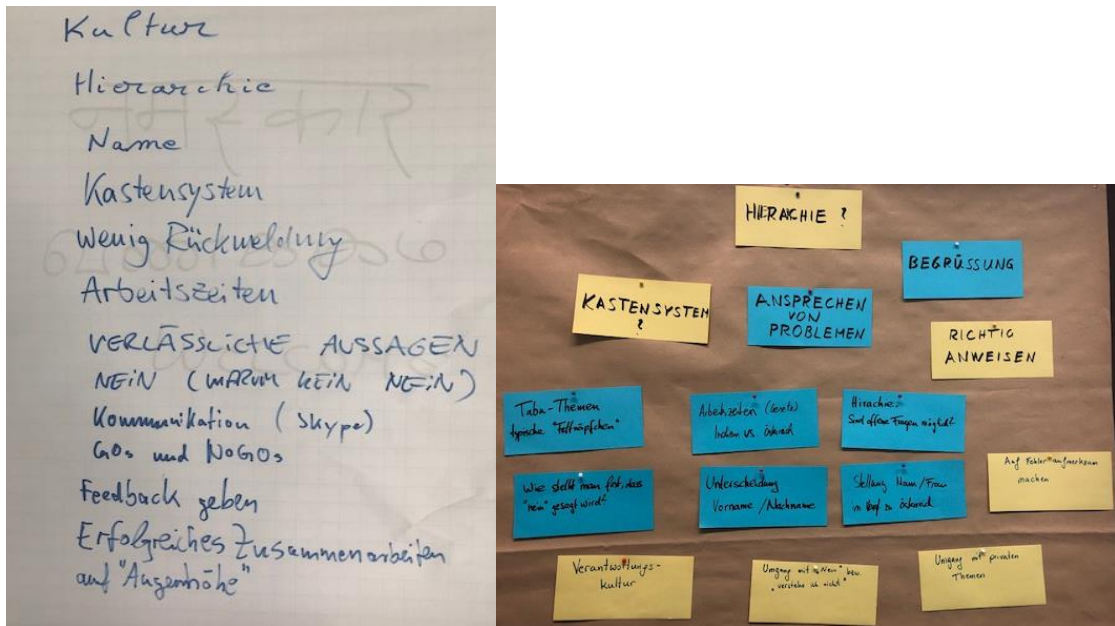 Kultur
Hierarchie
Name
Kastensystem
wenig Rückmeldung
Arbeitszeiten
VERLÄSSLICHE AUSSAGEN
NEIN (WARUM KEIN NEIN)
Kommunikation (Skype)
GOs und NoGOs
Feedback geben
Erfolgreiches Zusammenarbeiten
auf "Augenhöhe"
नमस्कार
HIERACHIE ?
BEGRÜSSUNG
KASTENSYSTEM
?
ANSPRECHEN
VON
PROBLEMEN
RICHTIG
ANWEISEN
Tabu-Themen
typische "Fettnäpfchen"
Arbeitszeiten (Gesetz)
Indien vs. Österreich
Hirachie:
Sind offene Fragen möglich?
Auf Fehler aufmerksam
machen
Wie stellt man fest, dass
"nein" gesagt wird?
Unterscheidung
Vorname / Nachname
Stellung Mann/Frau
im Bgl zu Österreich
Verantwortungs-
kultur
Umgang mit "Nein" bzw.
"verstehe ich nicht"
Umgang mit privaten
Themen